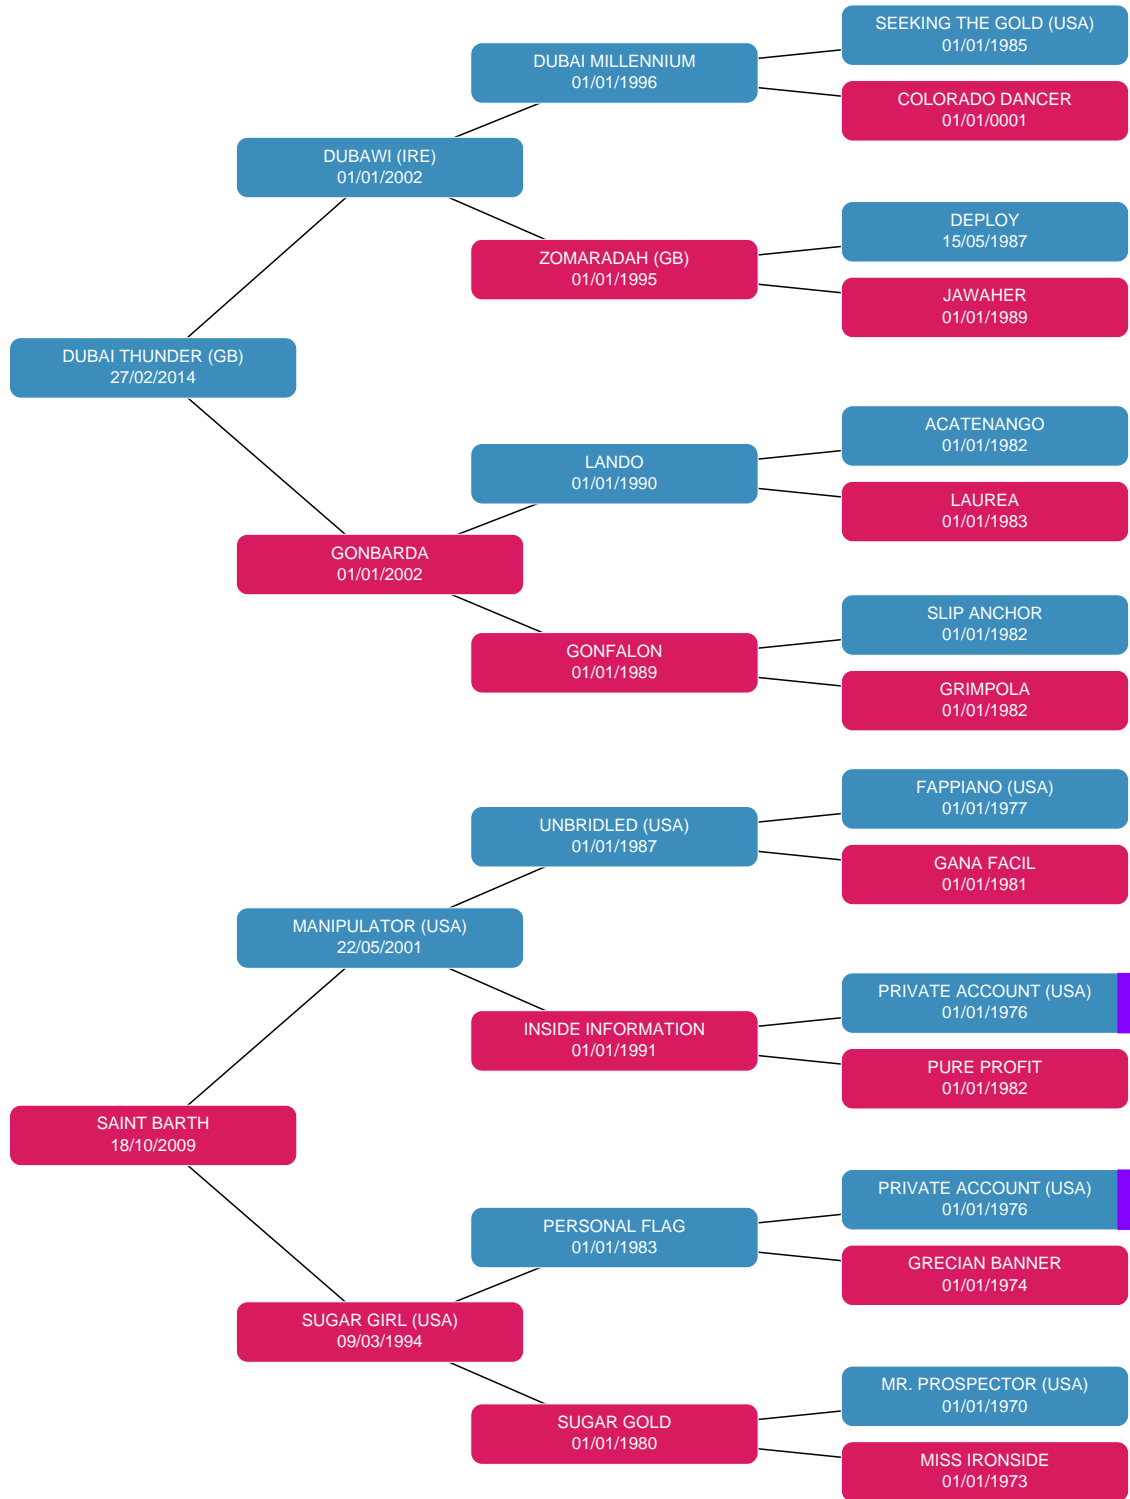 SEEKING THE GOLD (USA)
01/01/1985
DUBAI MILLENNIUM
01/01/1996
COLORADO DANCER
01/01/0001
DUBAWI (IRE)
01/01/2002
DEPLOY
15/05/1987
ZOMARADAH (GB)
01/01/1995
JAWAHER
01/01/1989
DUBAI THUNDER (GB)
27/02/2014
ACATENANGO
01/01/1982
LANDO
01/01/1990
LAUREA
01/01/1983
GONBARDA
01/01/2002
SLIP ANCHOR
01/01/1982
GONFALON
01/01/1989
GRIMPOLA
01/01/1982
FAPPIANO (USA)
01/01/1977
UNBRIDLED (USA)
01/01/1987
GANA FACIL
01/01/1981
MANIPULATOR (USA)
22/05/2001
PRIVATE ACCOUNT (USA)
01/01/1976
INSIDE INFORMATION
01/01/1991
PURE PROFIT
01/01/1982
SAINT BARTH
18/10/2009
PRIVATE ACCOUNT (USA)
01/01/1976
PERSONAL FLAG
01/01/1983
GRECIAN BANNER
01/01/1974
SUGAR GIRL (USA)
09/03/1994
MR. PROSPECTOR (USA)
01/01/1970
SUGAR GOLD
01/01/1980
MISS IRONSIDE
01/01/1973